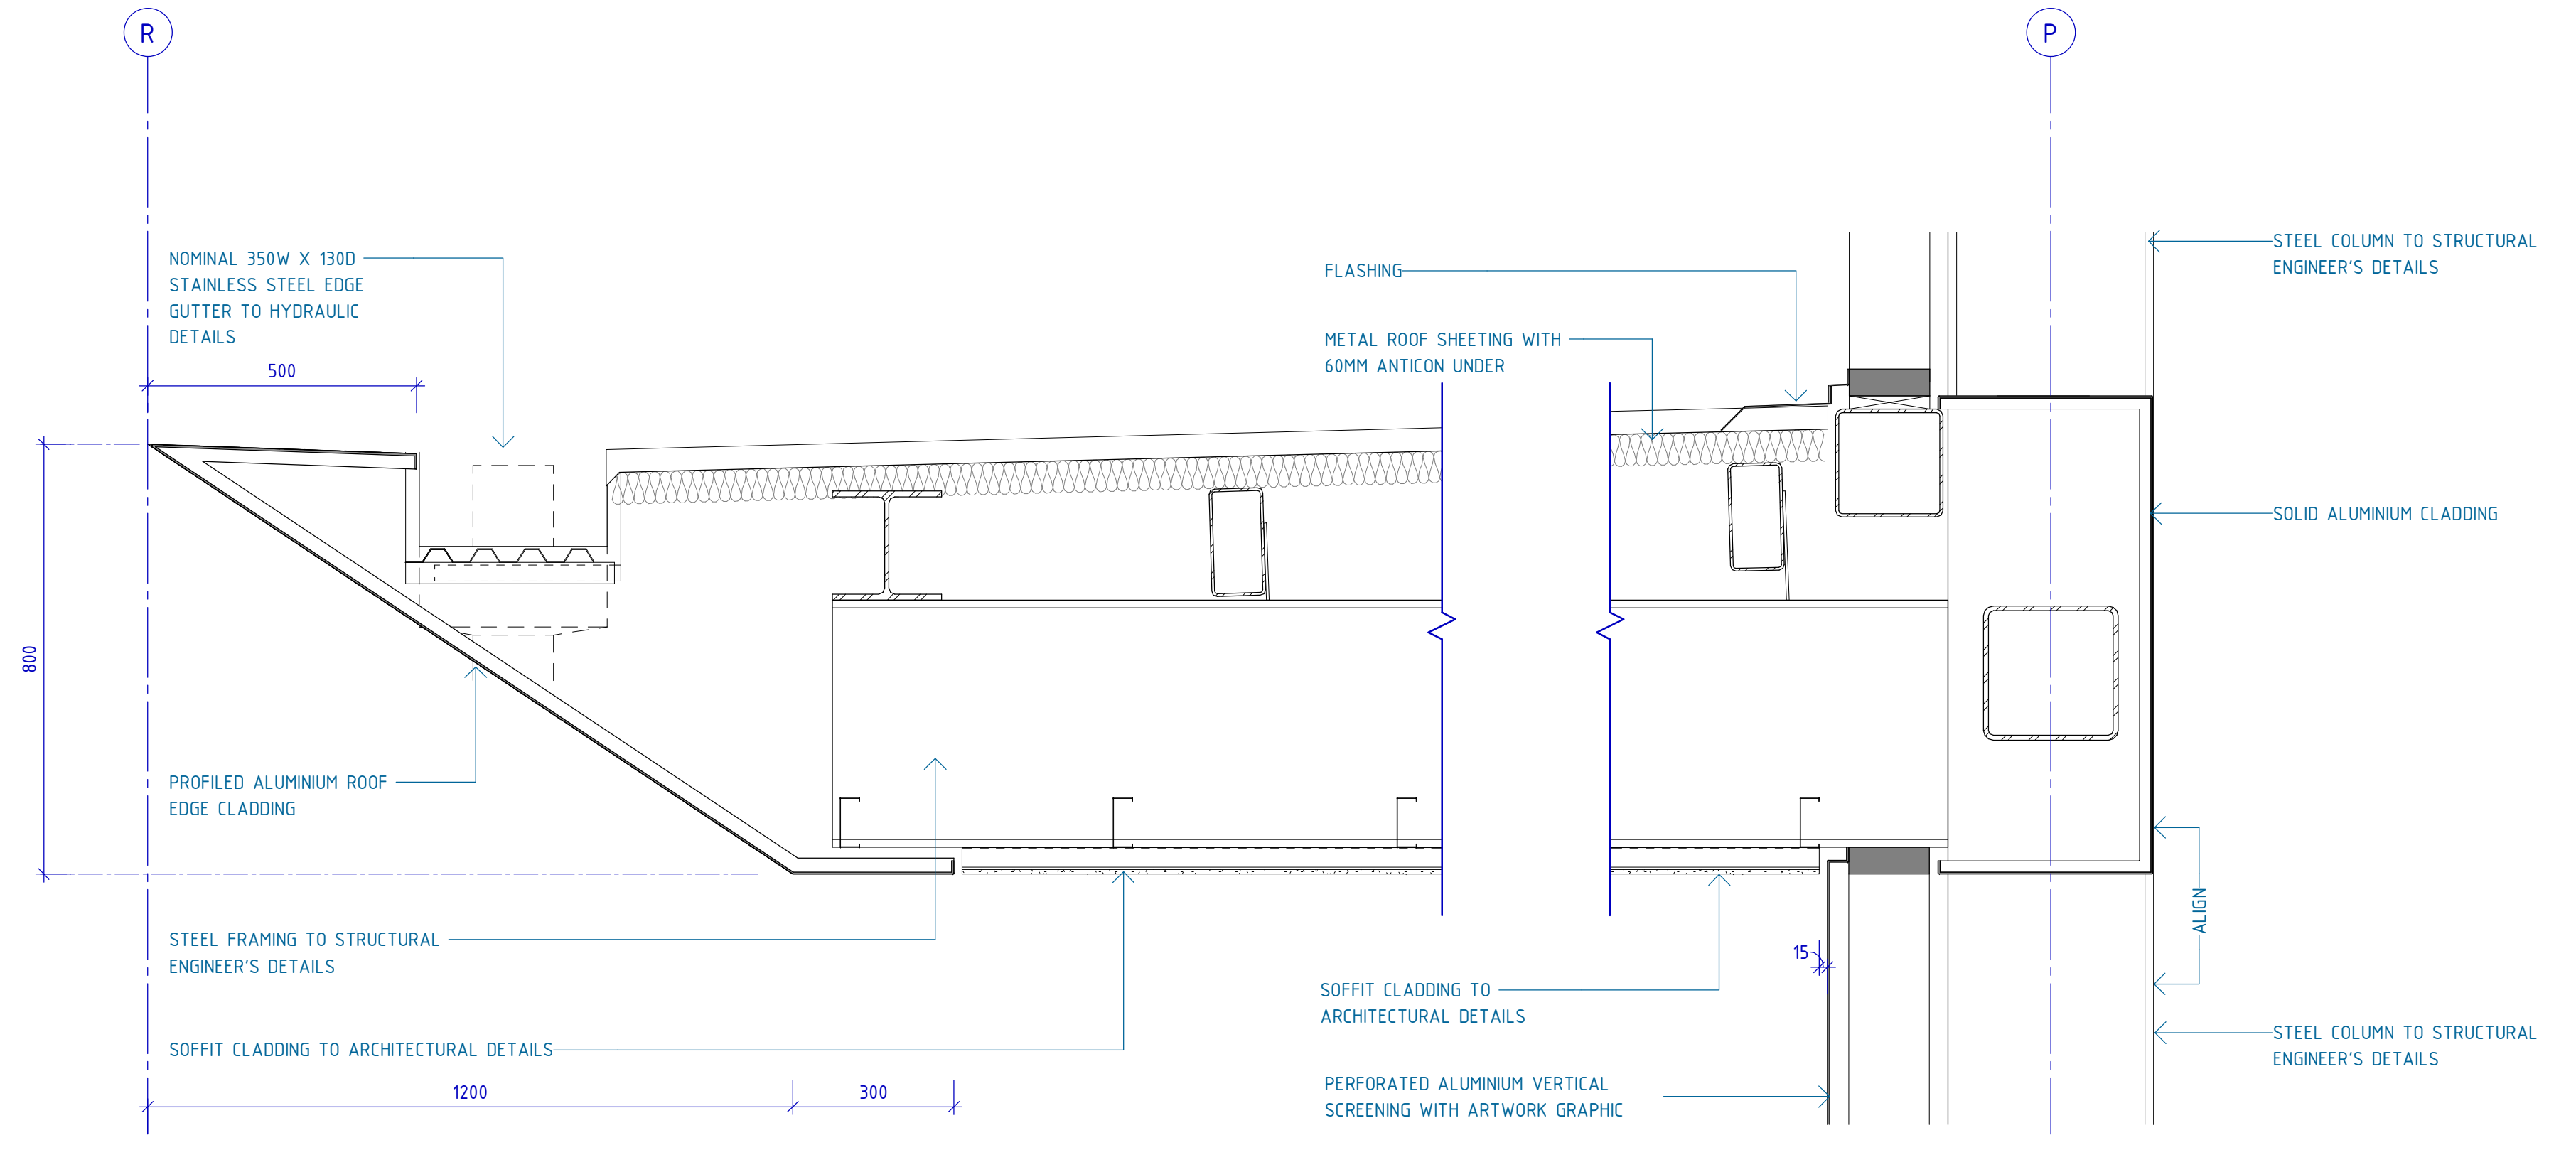 R
P
NOMINAL 350W X 130D
STAINLESS STEEL EDGE
GUTTER TO HYDRAULIC
DETAILS
500
FLASHING
METAL ROOF SHEETING WITH
60MM ANTICON UNDER
STEEL COLUMN TO STRUCTURAL
ENGINEER'S DETAILS
SOLID ALUMINIUM CLADDING
800
PROFILED ALUMINIUM ROOF
EDGE CLADDING
ALIGN
STEEL FRAMING TO STRUCTURAL
ENGINEER'S DETAILS
15
SOFFIT CLADDING TO
ARCHITECTURAL DETAILS
SOFFIT CLADDING TO ARCHITECTURAL DETAILS
STEEL COLUMN TO STRUCTURAL
ENGINEER'S DETAILS
1200
300
PERFORATED ALUMINIUM VERTICAL
SCREENING WITH ARTWORK GRAPHIC